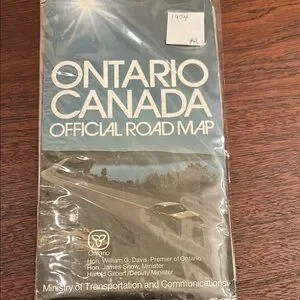 ONTARIO
CANADA
OFFICIAL ROAD MAP
Ontario
Hon. William G. Davis, Premier of Ontario
Hon. James Snow, Minister
Harold Gilbert/Deputy Minister
Ministry of Transportation and Communications